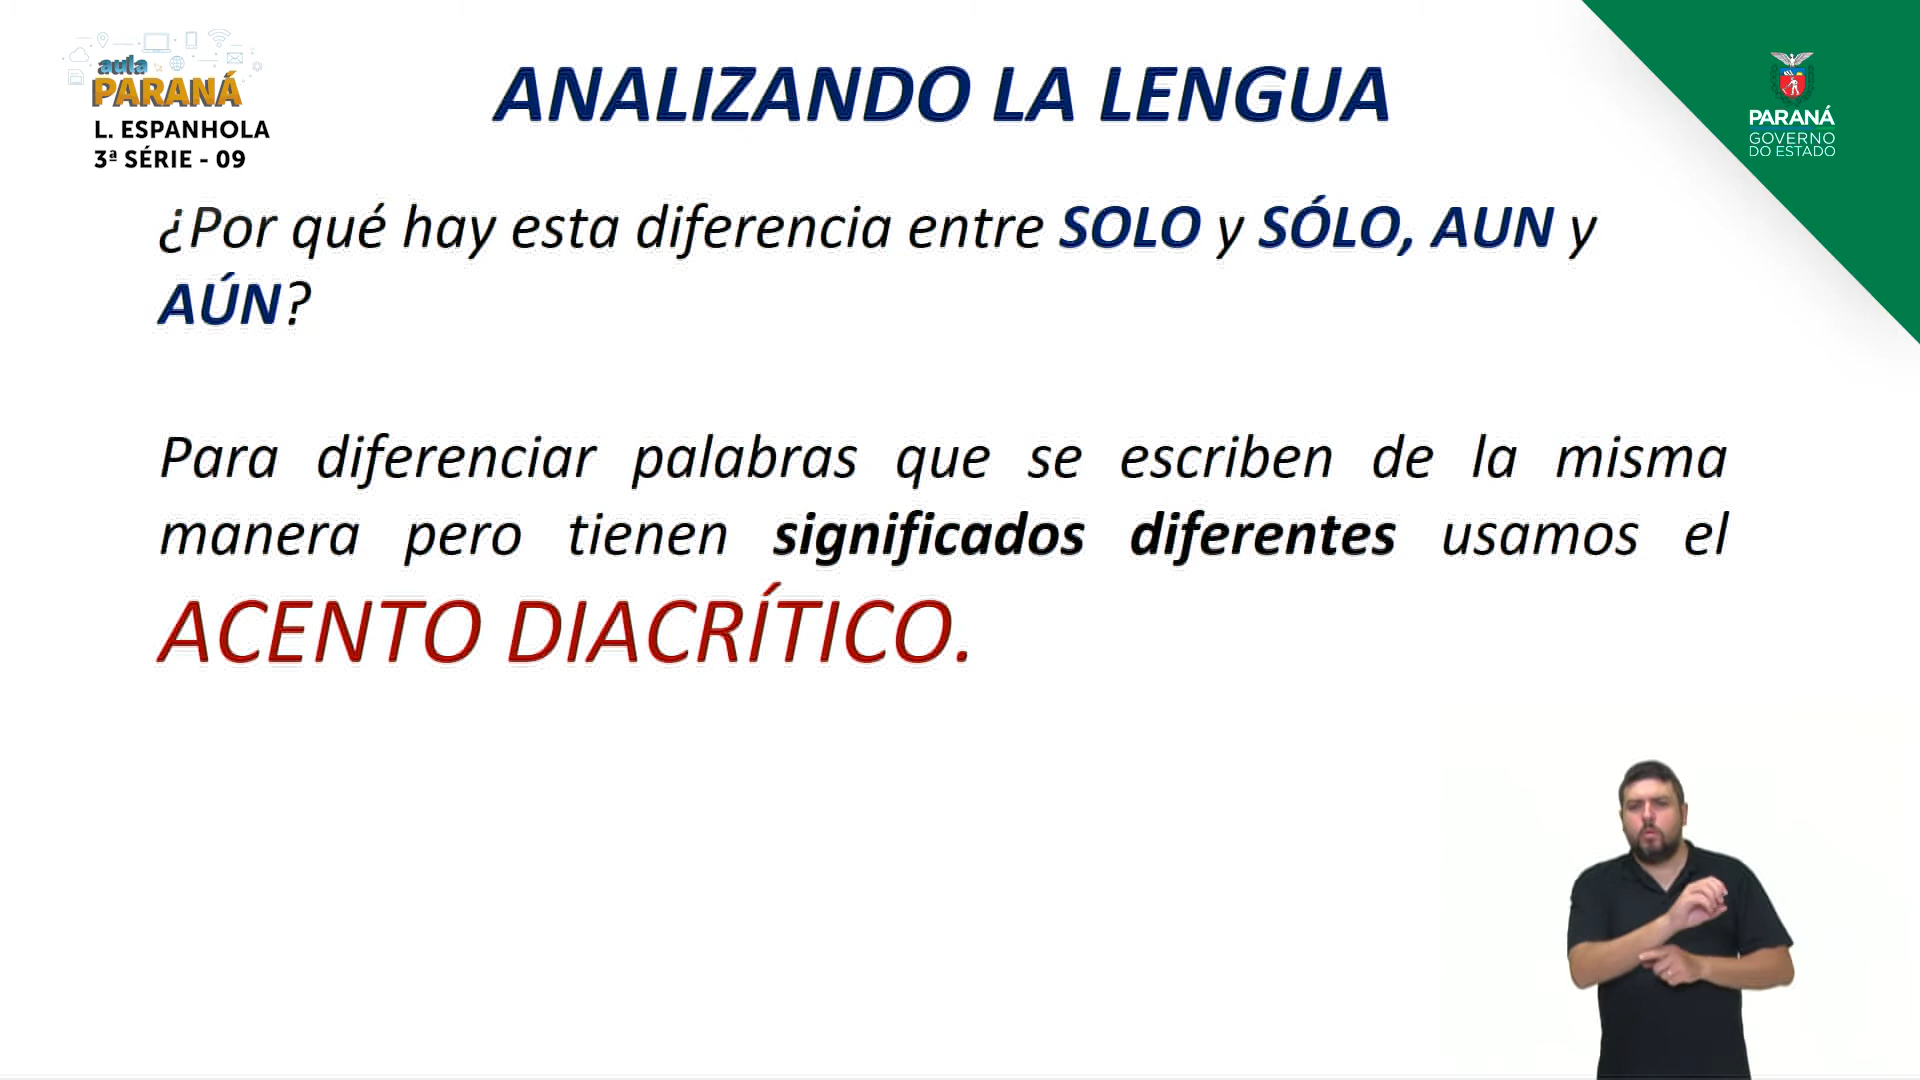 aula
PARANÁ
L. ESPANHOLA
3ª SÉRIE - 09
ANALIZANDO LA LENGUA
PARANÁ
GOVERNO
DO ESTADO
¿Por qué hay esta diferencia entre SOLO y SÓLO, AUN y
AÚN?
Para diferenciar palabras que se escriben de la misma
manera pero tienen significados diferentes usamos el
ACENTO DIACRÍTICO.